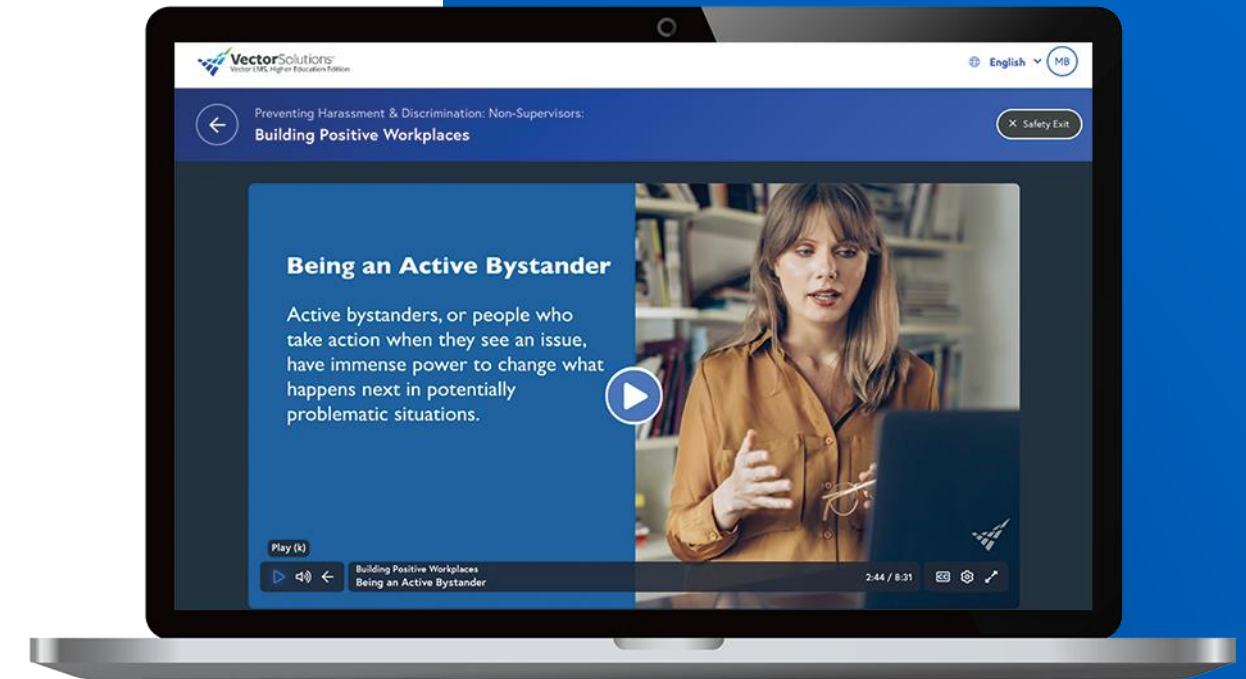 VectorSolutions
Vector LMS, Higher Education Edition
English
MB
Preventing Harassment & Discrimination: Non-Supervisors:
Building Positive Workplaces
Safety Exit
Being an Active Bystander
Active bystanders, or people who
take action when they see an issue,
have immense power to change what
happens next in potentially
problematic situations.
Play (k)
Building Positive Workplaces
Being an Active Bystander
2:44 / 8:31
CC